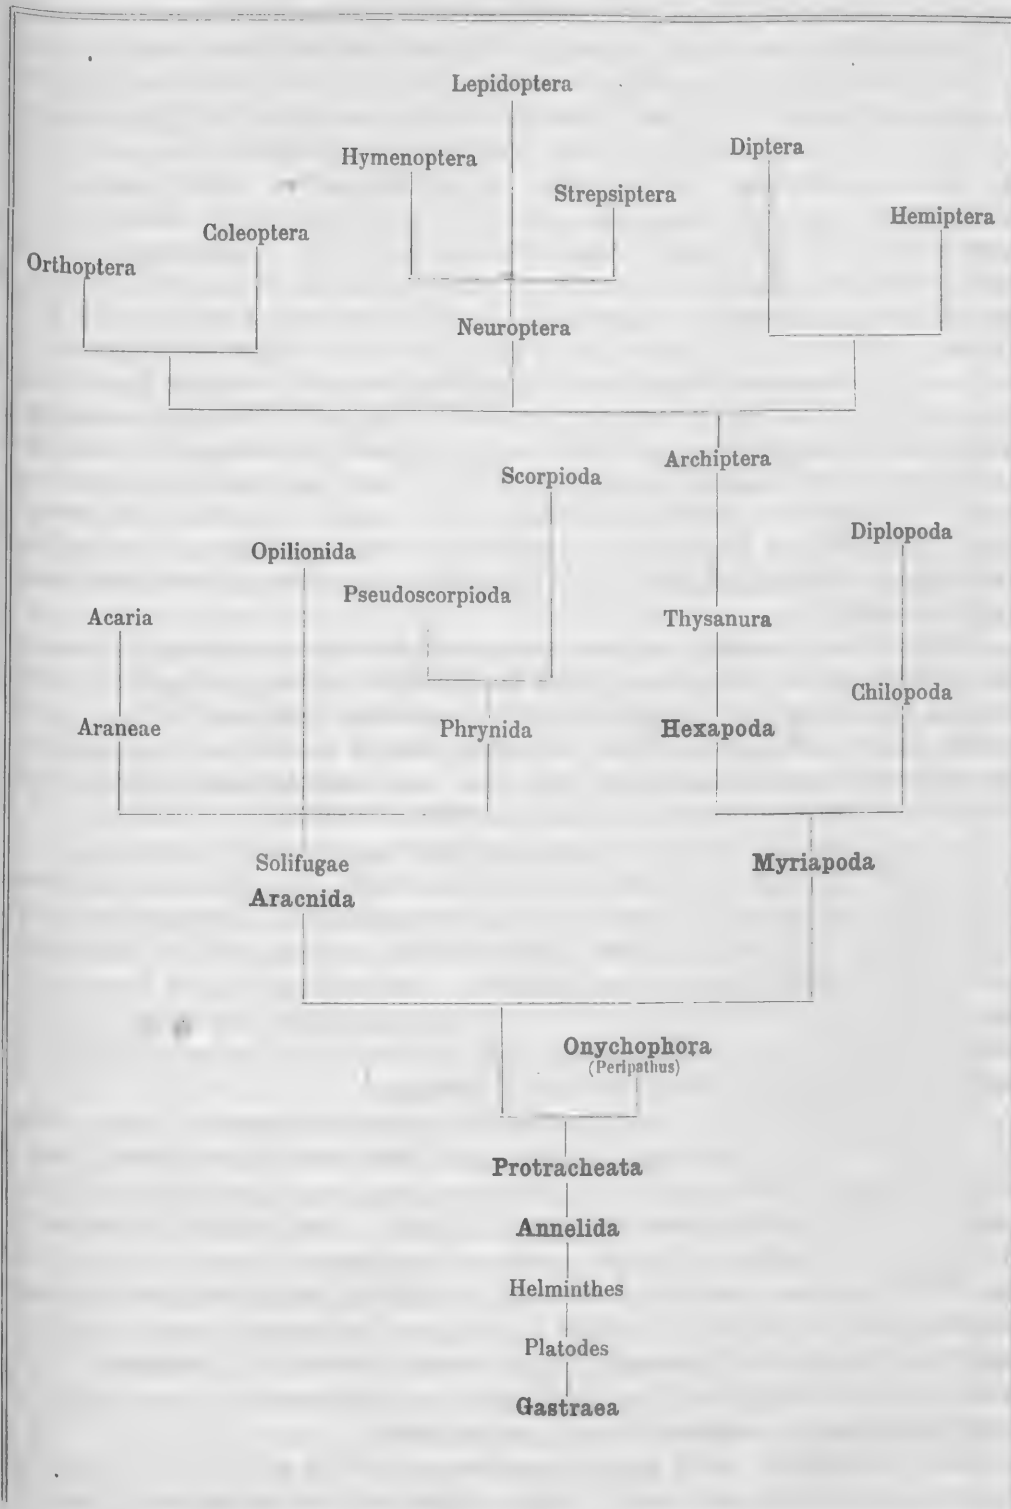 Lepidoptera
Hymenoptera
Diptera
Strepsiptera
Hemiptera
Coleoptera
Orthoptera
Neuroptera
Archiptera
Scorpioda
Diplopoda
Opilionida
Pseudoscorpioda
Acaria
Thysanura
Chilopoda
Araneae
Phrynida
Hexapoda
Solifugae
Aracnida
Myriapoda
Onychophora
(Peripathus)
Protracheata
Annelida
Helminthes
Platodes
Gastraea